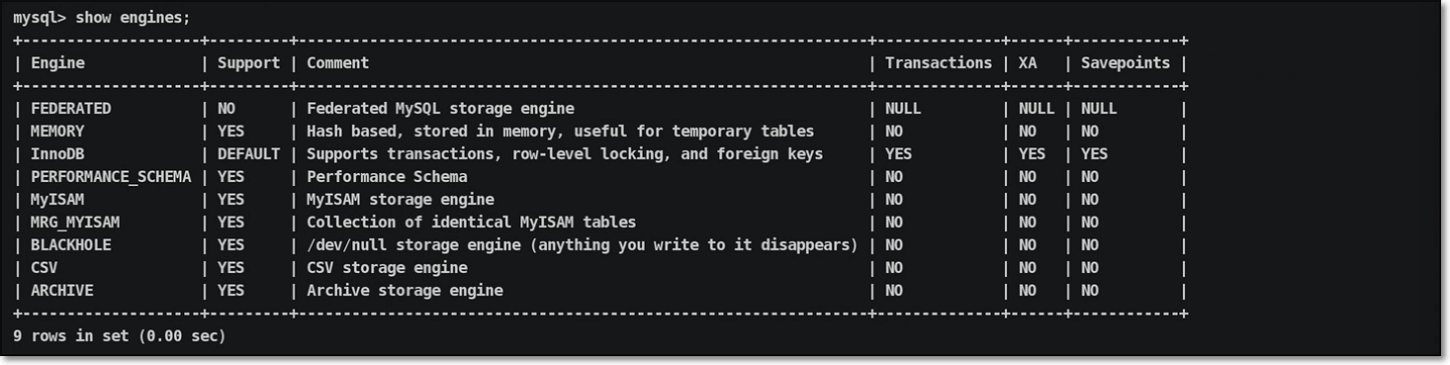 mysql> show engines;
+--------------------+---------+----------------------------------------------------------------+--------------+------+------------+
| Engine             | Support | Comment                                                        | Transactions | XA   | Savepoints |
+--------------------+---------+----------------------------------------------------------------+--------------+------+------------+
| FEDERATED          | NO      | Federated MySQL storage engine                                 | NULL         | NULL | NULL       |
| MEMORY             | YES     | Hash based, stored in memory, useful for temporary tables      | NO           | NO   | NO         |
| InnoDB             | DEFAULT | Supports transactions, row-level locking, and foreign keys     | YES          | YES  | YES        |
| PERFORMANCE_SCHEMA | YES     | Performance Schema                                             | NO           | NO   | NO         |
| MyISAM             | YES     | MyISAM storage engine                                          | NO           | NO   | NO         |
| MRG_MYISAM         | YES     | Collection of identical MyISAM tables                          | NO           | NO   | NO         |
| BLACKHOLE          | YES     | /dev/null storage engine (anything you write to it disappears) | NO           | NO   | NO         |
| CSV                | YES     | CSV storage engine                                             | NO           | NO   | NO         |
| ARCHIVE            | YES     | Archive storage engine                                         | NO           | NO   | NO         |
+--------------------+---------+----------------------------------------------------------------+--------------+------+------------+
9 rows in set (0.00 sec)